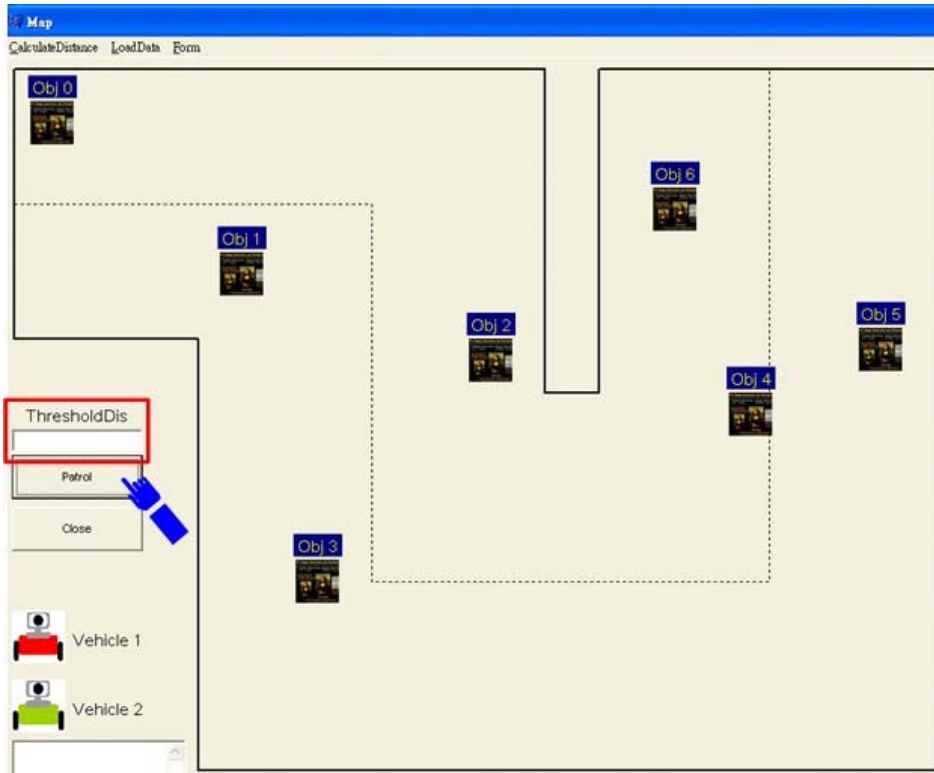 Map
CalculateDistance LoadData Form
Obj 0
Obj 6
Obj 1
Obj 5
Obj 2
Obj 4
ThresholdDis
Patrol
Close
Obj 3
Vehicle 1
Vehicle 2